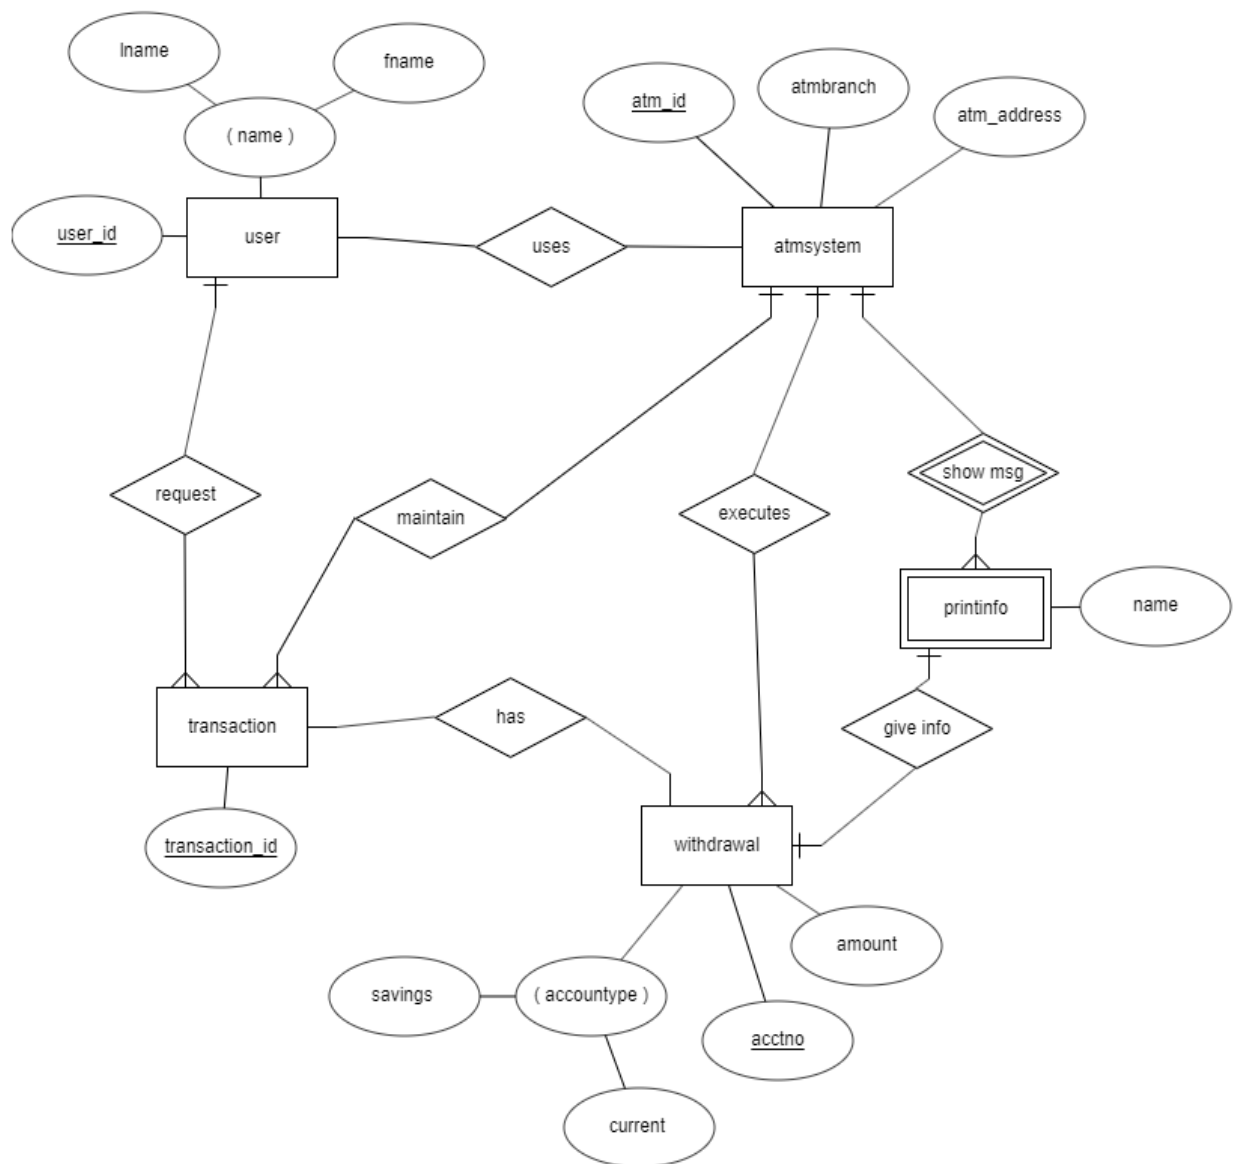 lname
fname
( name )
atm_id
atmbranch
atm_address
user_id
user
uses
atmsystem
request
maintain
executes
show msg
printinfo
name
transaction
has
give info
transaction_id
withdrawal
amount
savings
( accountype )
acctno
current